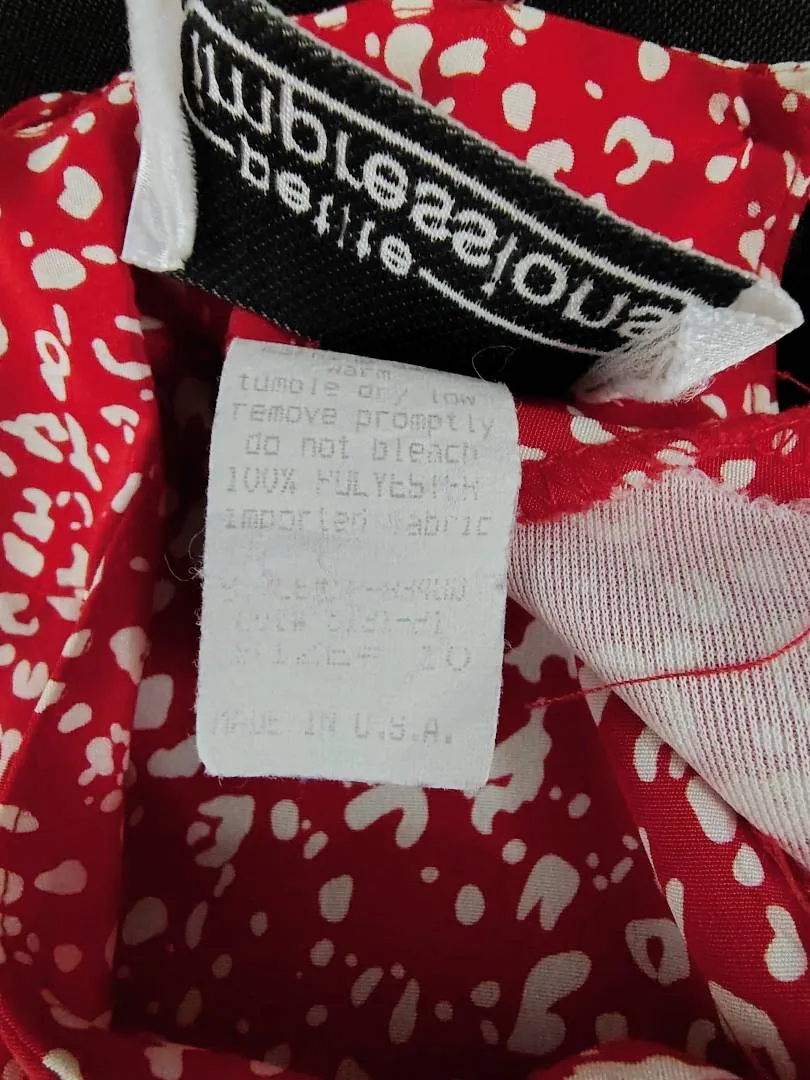 impressions
petite
warm
tumble dry low
remove promptly
do not bleach
100% POLYESTER
imported fabric
SIZE= 10
MADE IN U.S.A.